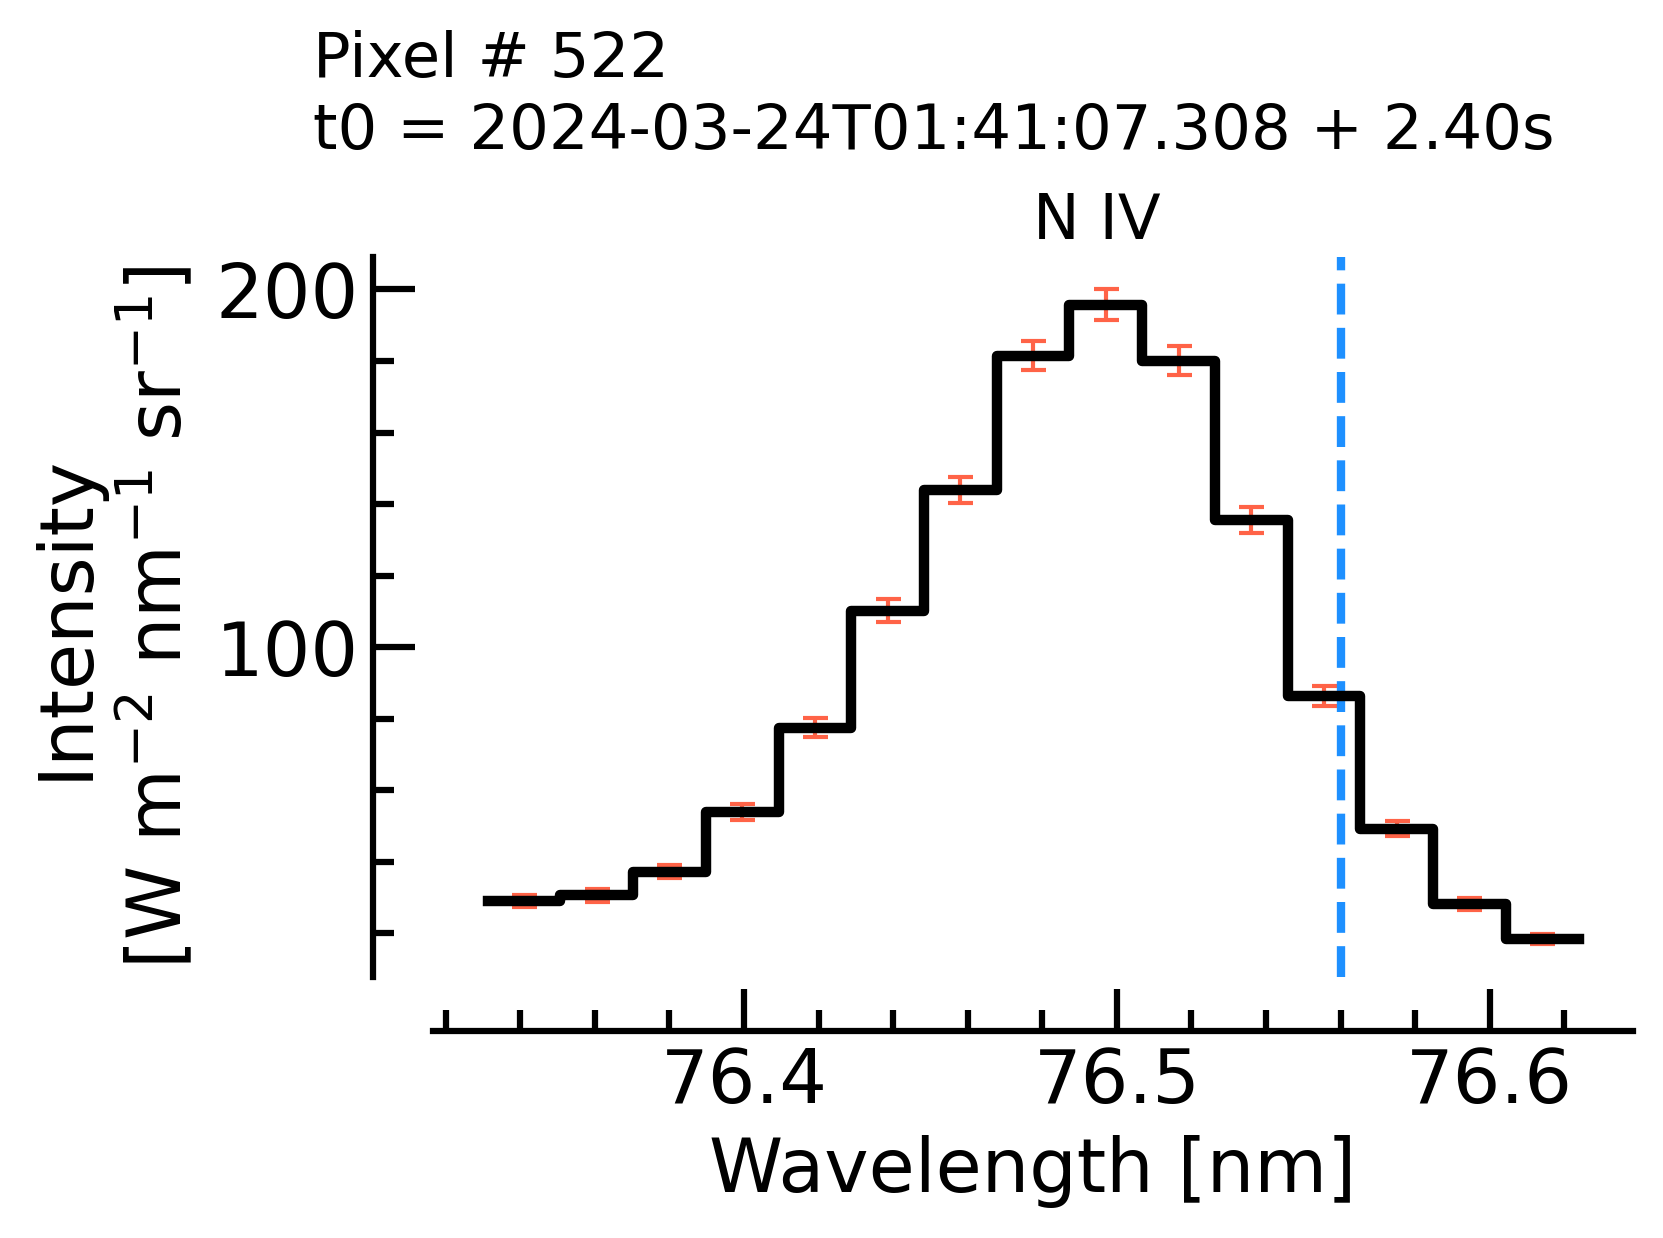 Pixel # 522
t0 = 2024-03-24T01:41:07.308 + 2.40s
N IV
Intensity
[W m⁻² nm⁻¹ sr⁻¹]
200
100
76.4 76.5 76.6
Wavelength [nm]